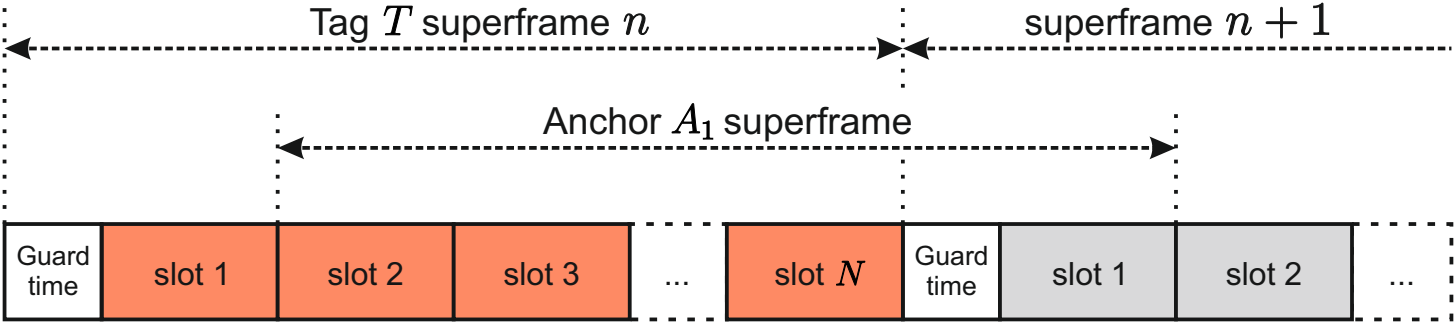 Tag T superframe n
superframe n + 1
Anchor A₁ superframe
Guard time
slot 1
slot 2
slot 3
...
slot N
Guard time
slot 1
slot 2
...